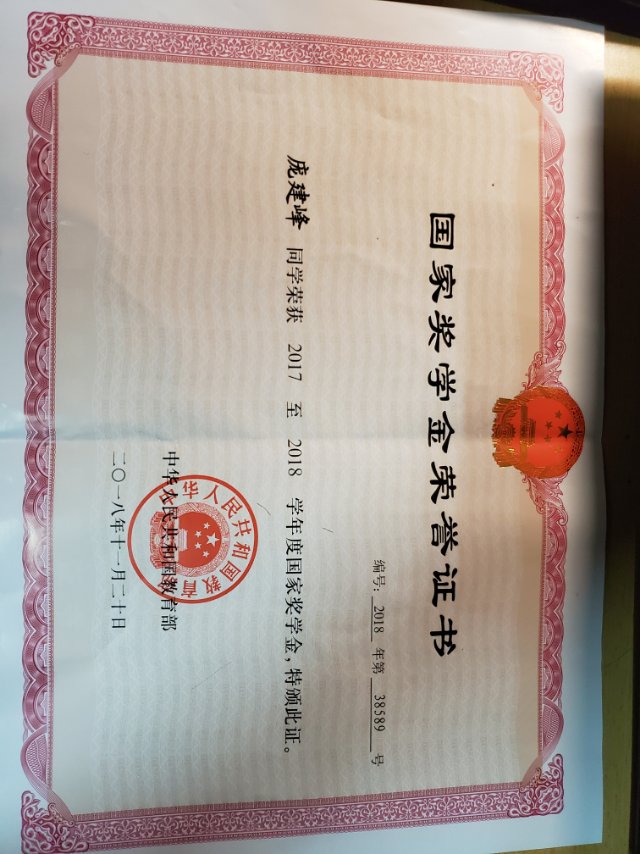 国家奖学金荣誉证书
编号: 2018 年第 38589 号
庞建峰 同学荣获 2017 至 2018 学年度国家奖学金, 特颁此证。
中华人民共和国教育部
二〇一八年十一月二十日